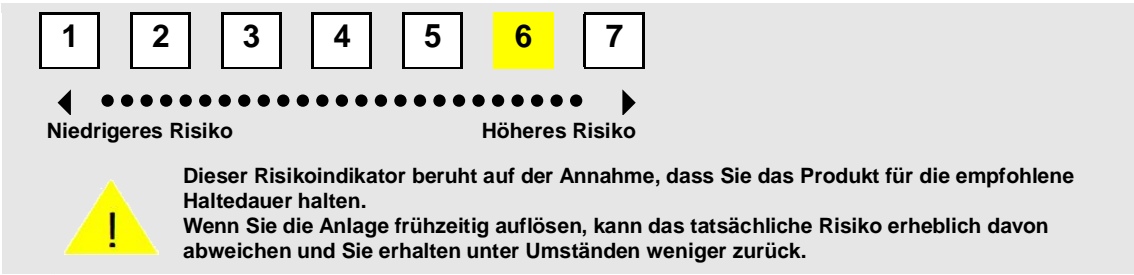 1 2 3 4 5 6 7
Niedrigeres Risiko Höheres Risiko
Dieser Risikoindikator beruht auf der Annahme, dass Sie das Produkt für die empfohlene
Haltedauer halten.
Wenn Sie die Anlage frühzeitig auflösen, kann das tatsächliche Risiko erheblich davon
abweichen und Sie erhalten unter Umständen weniger zurück.
!